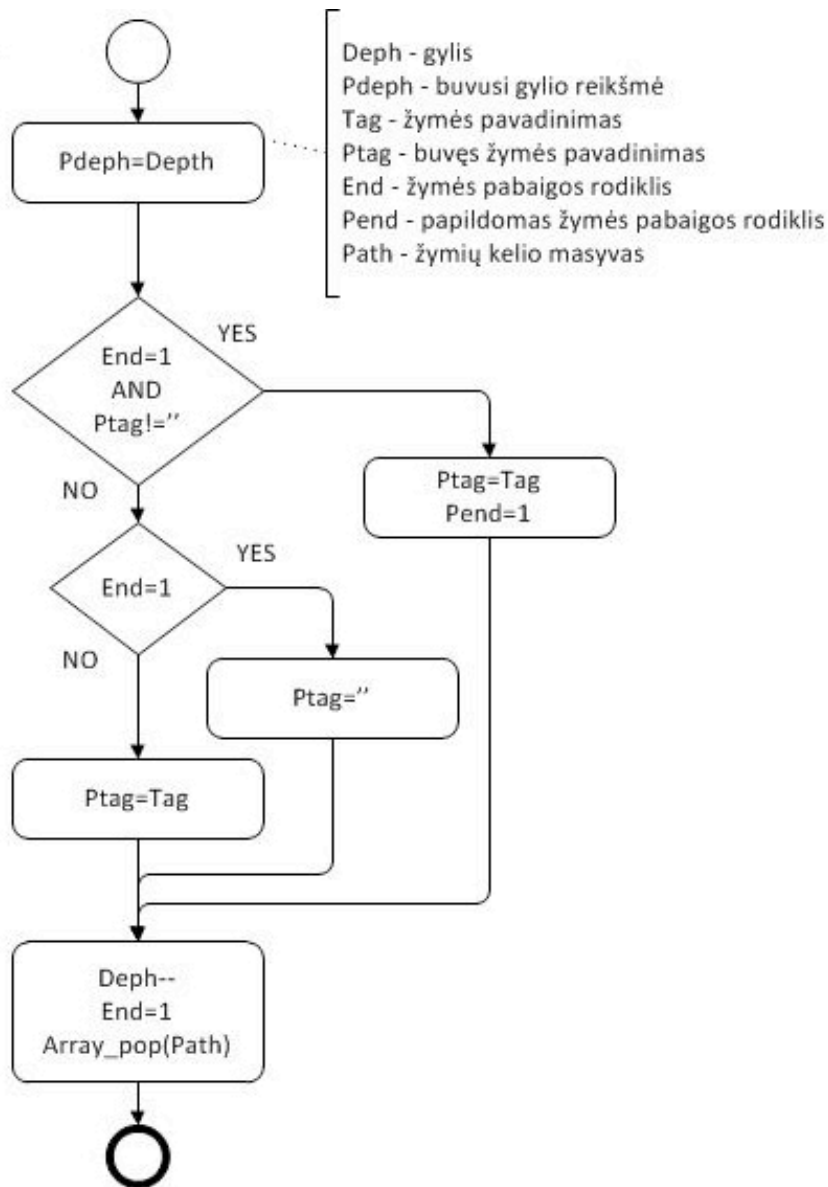 Deph - gylis
Pdeph - buvusi gylio reikšmė
Tag - žymės pavadinimas
Ptag - buvęs žymės pavadinimas
End - žymės pabaigos rodiklis
Pend - papildomas žymės pabaigos rodiklis
Path - žymių kelio masyvas
Pdeph=Depth
End=1
AND
Ptag!=’’
YES
NO
Ptag=Tag
Pend=1
End=1
YES
NO
Ptag=’’
Ptag=Tag
Deph--
End=1
Array_pop(Path)